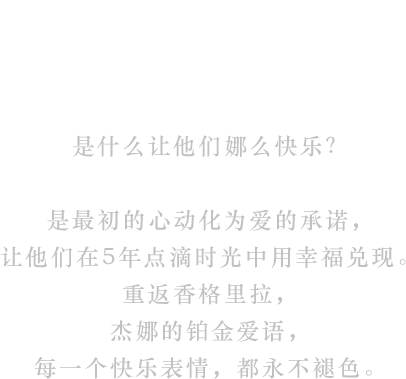 是什么让他们娜么快乐？
是最初的心动化为爱的承诺，
让他们在5年点滴时光中用幸福兑现。
重返香格里拉，
杰娜的铂金爱语，
每一个快乐表情，都永不褪色。